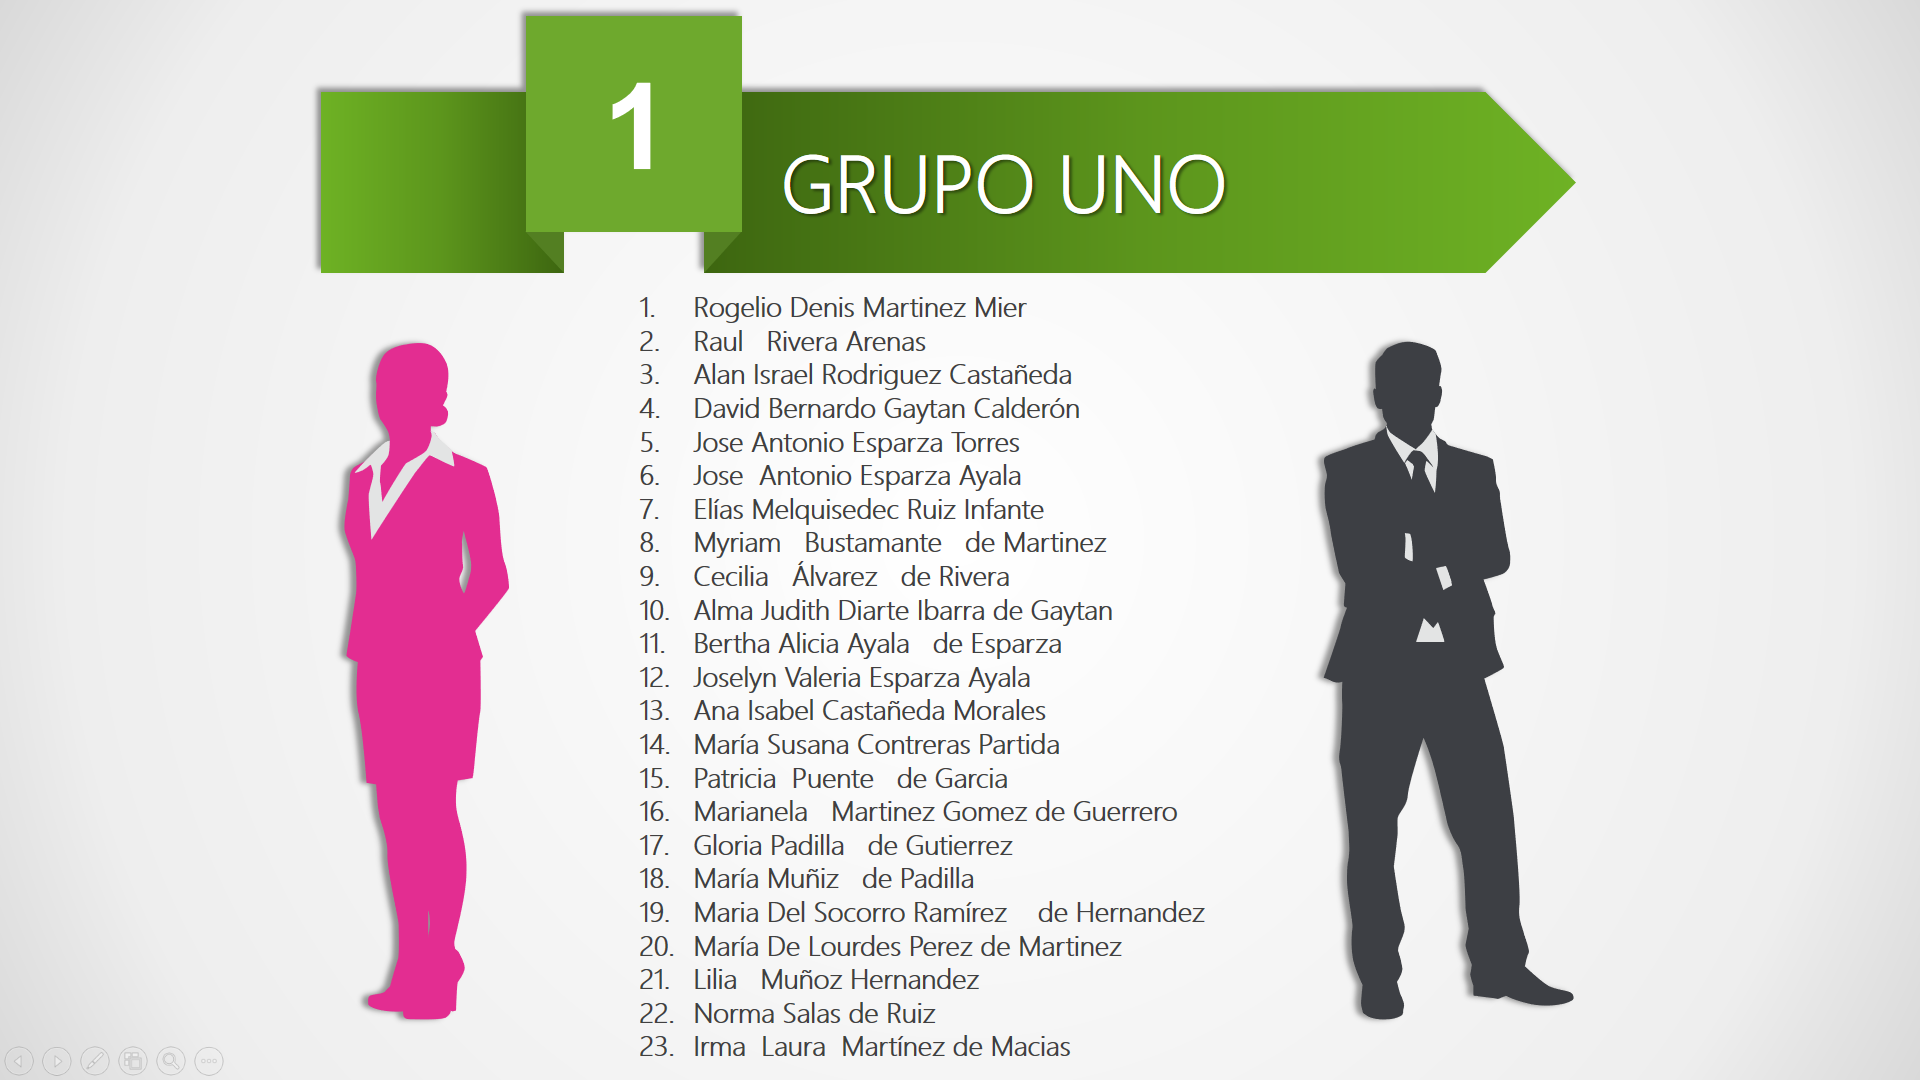 1
GRUPO UNO
1. Rogelio Denis Martinez Mier
2. Raul Rivera Arenas
3. Alan Israel Rodriguez Castañeda
4. David Bernardo Gaytan Calderón
5. Jose Antonio Esparza Torres
6. Jose Antonio Esparza Ayala
7. Elías Melquisedec Ruiz Infante
8. Myriam Bustamante de Martinez
9. Cecilia Álvarez de Rivera
10. Alma Judith Diarte Ibarra de Gaytan
11. Bertha Alicia Ayala de Esparza
12. Joselyn Valeria Esparza Ayala
13. Ana Isabel Castañeda Morales
14. María Susana Contreras Partida
15. Patricia Puente de Garcia
16. Marianela Martinez Gomez de Guerrero
17. Gloria Padilla de Gutierrez
18. María Muñiz de Padilla
19. Maria Del Socorro Ramírez de Hernandez
20. María De Lourdes Perez de Martinez
21. Lilia Muñoz Hernandez
22. Norma Salas de Ruiz
23. Irma Laura Martínez de Macias